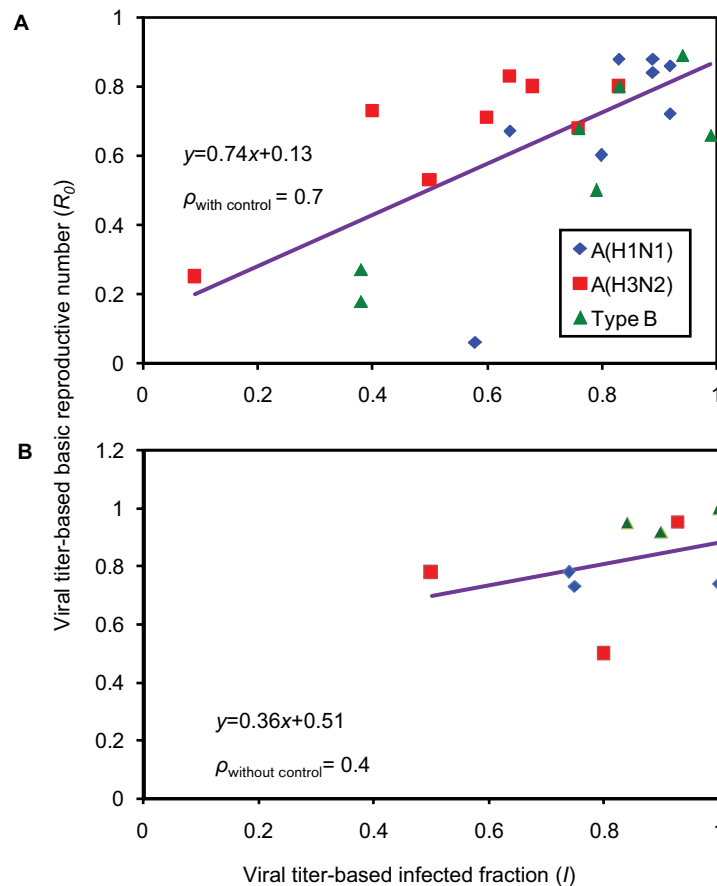 A
1
0.8
0.6
0.4
0.2
0
y=0.74x+0.13
ρwith control = 0.7
A(H1N1)
A(H3N2)
Type B
0 0.2 0.4 0.6 0.8 1
Viral titer-based basic reproductive number (R0)
B
1.2
1
0.8
0.6
0.4
0.2
0
y=0.36x+0.51
ρwithout control= 0.4
0 0.2 0.4 0.6 0.8 1
Viral titer-based infected fraction (I)